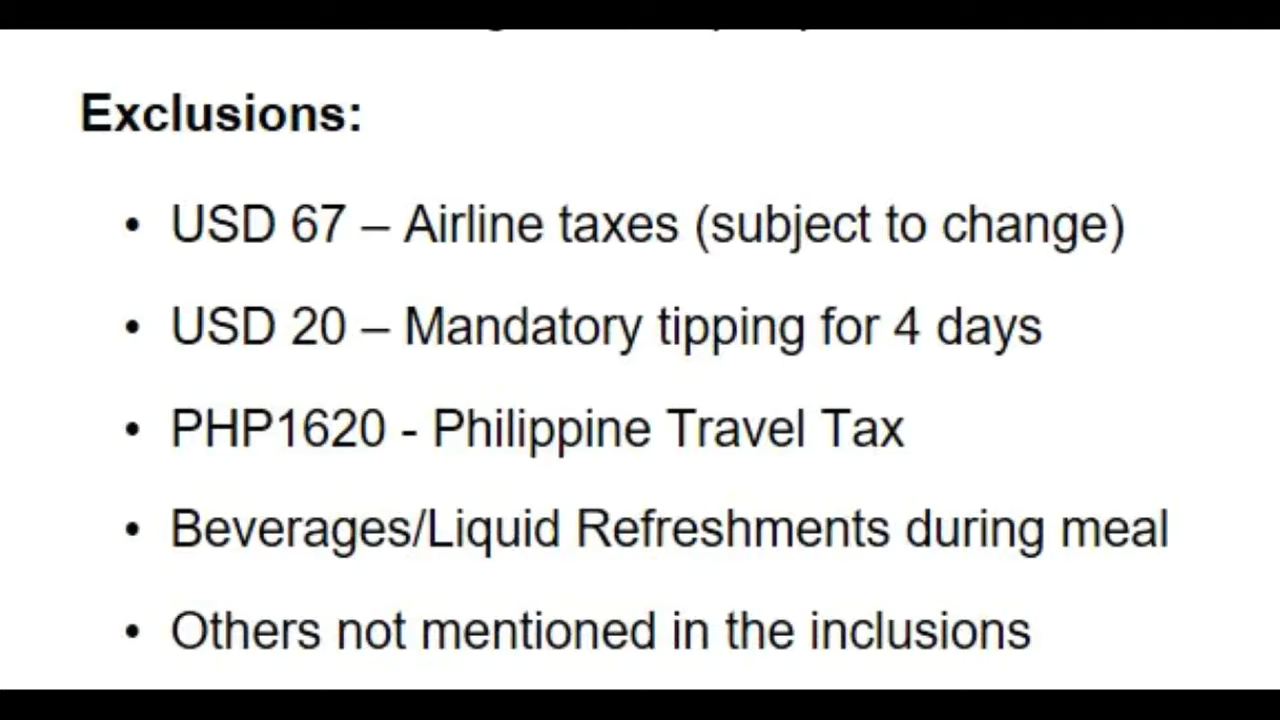 Exclusions:
• USD 67 – Airline taxes (subject to change)
• USD 20 – Mandatory tipping for 4 days
• PHP1620 - Philippine Travel Tax
• Beverages/Liquid Refreshments during meal
• Others not mentioned in the inclusions